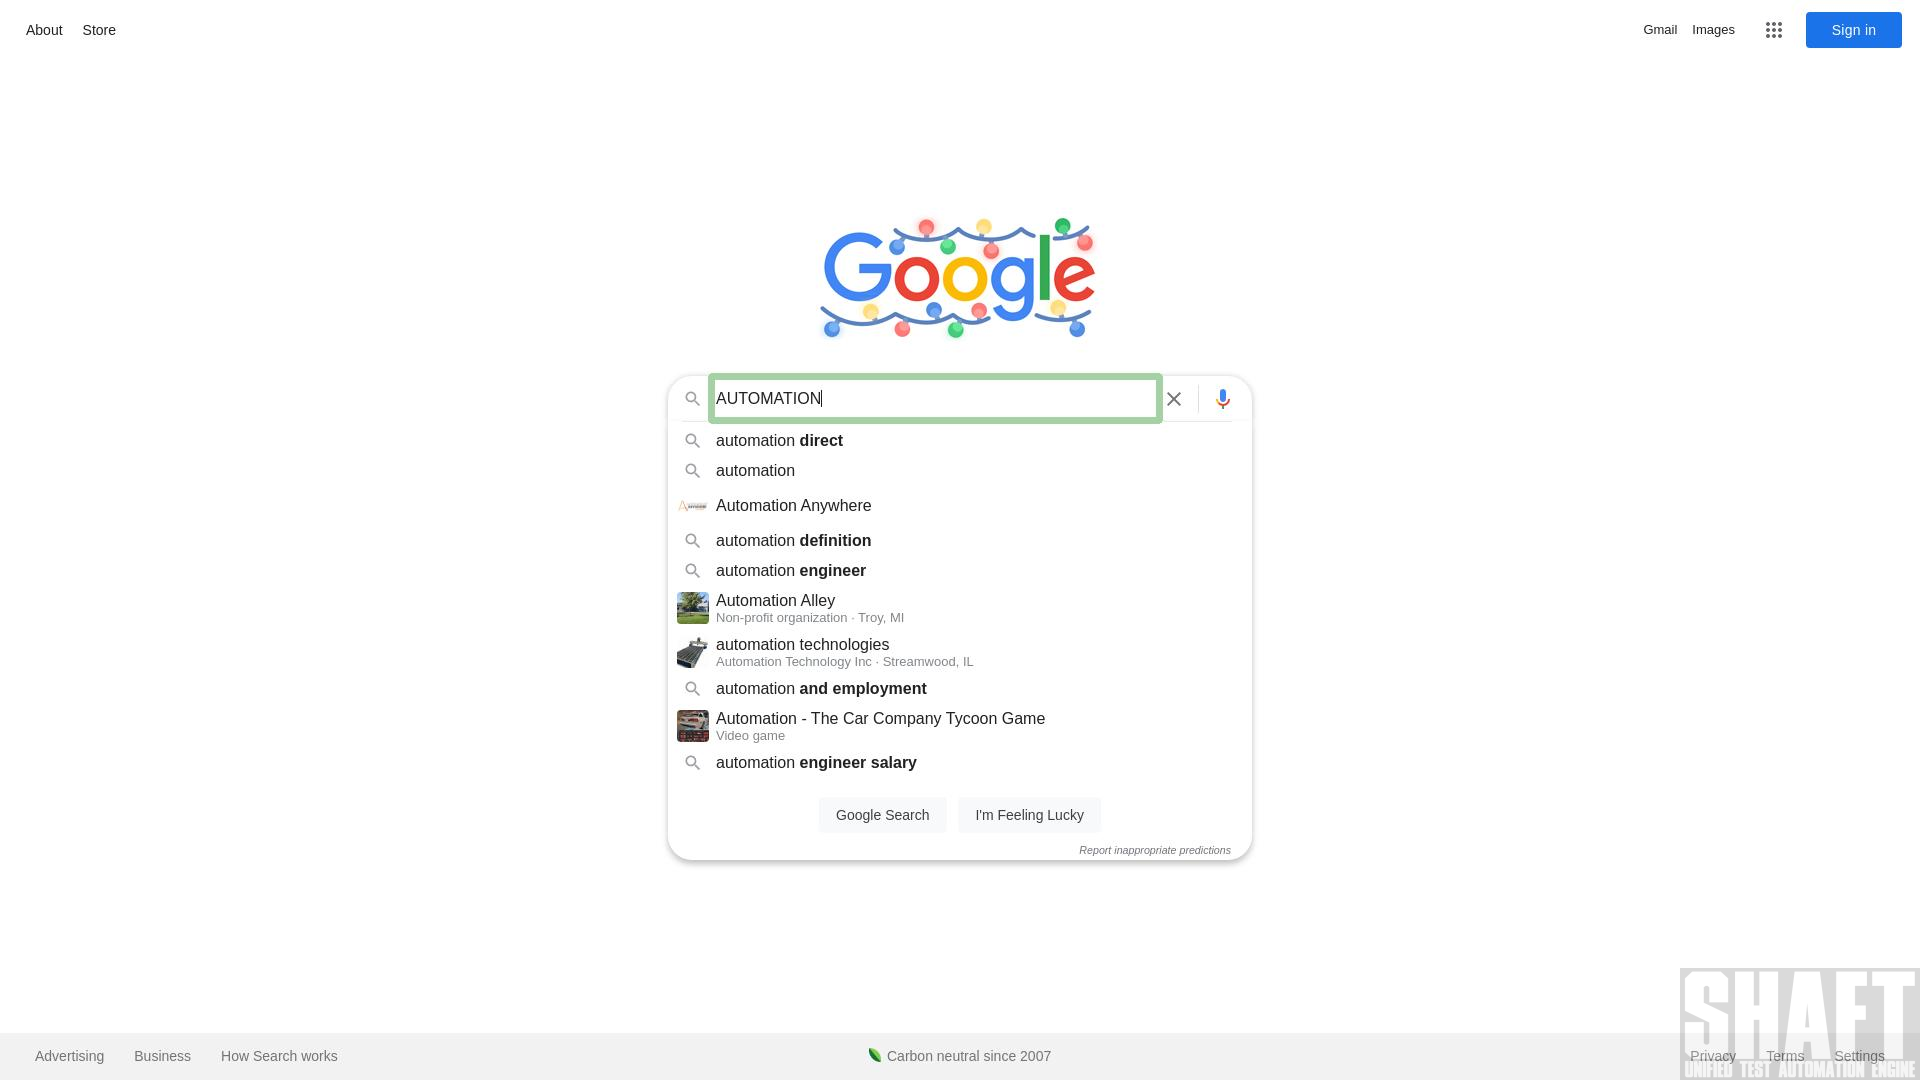 About Store
Gmail Images Sign in
Google
AUTOMATION
automation direct
automation
Automation Anywhere
automation definition
automation engineer
Automation Alley
Non-profit organization · Troy, MI
automation technologies
Automation Technology Inc · Streamwood, IL
automation and employment
Automation - The Car Company Tycoon Game
Video game
automation engineer salary
Google Search I'm Feeling Lucky
Report inappropriate predictions
SHAFT
Advertising Business How Search works Carbon neutral since 2007 Privacy Terms Settings
UNIFIED TEST AUTOMATION ENGINE